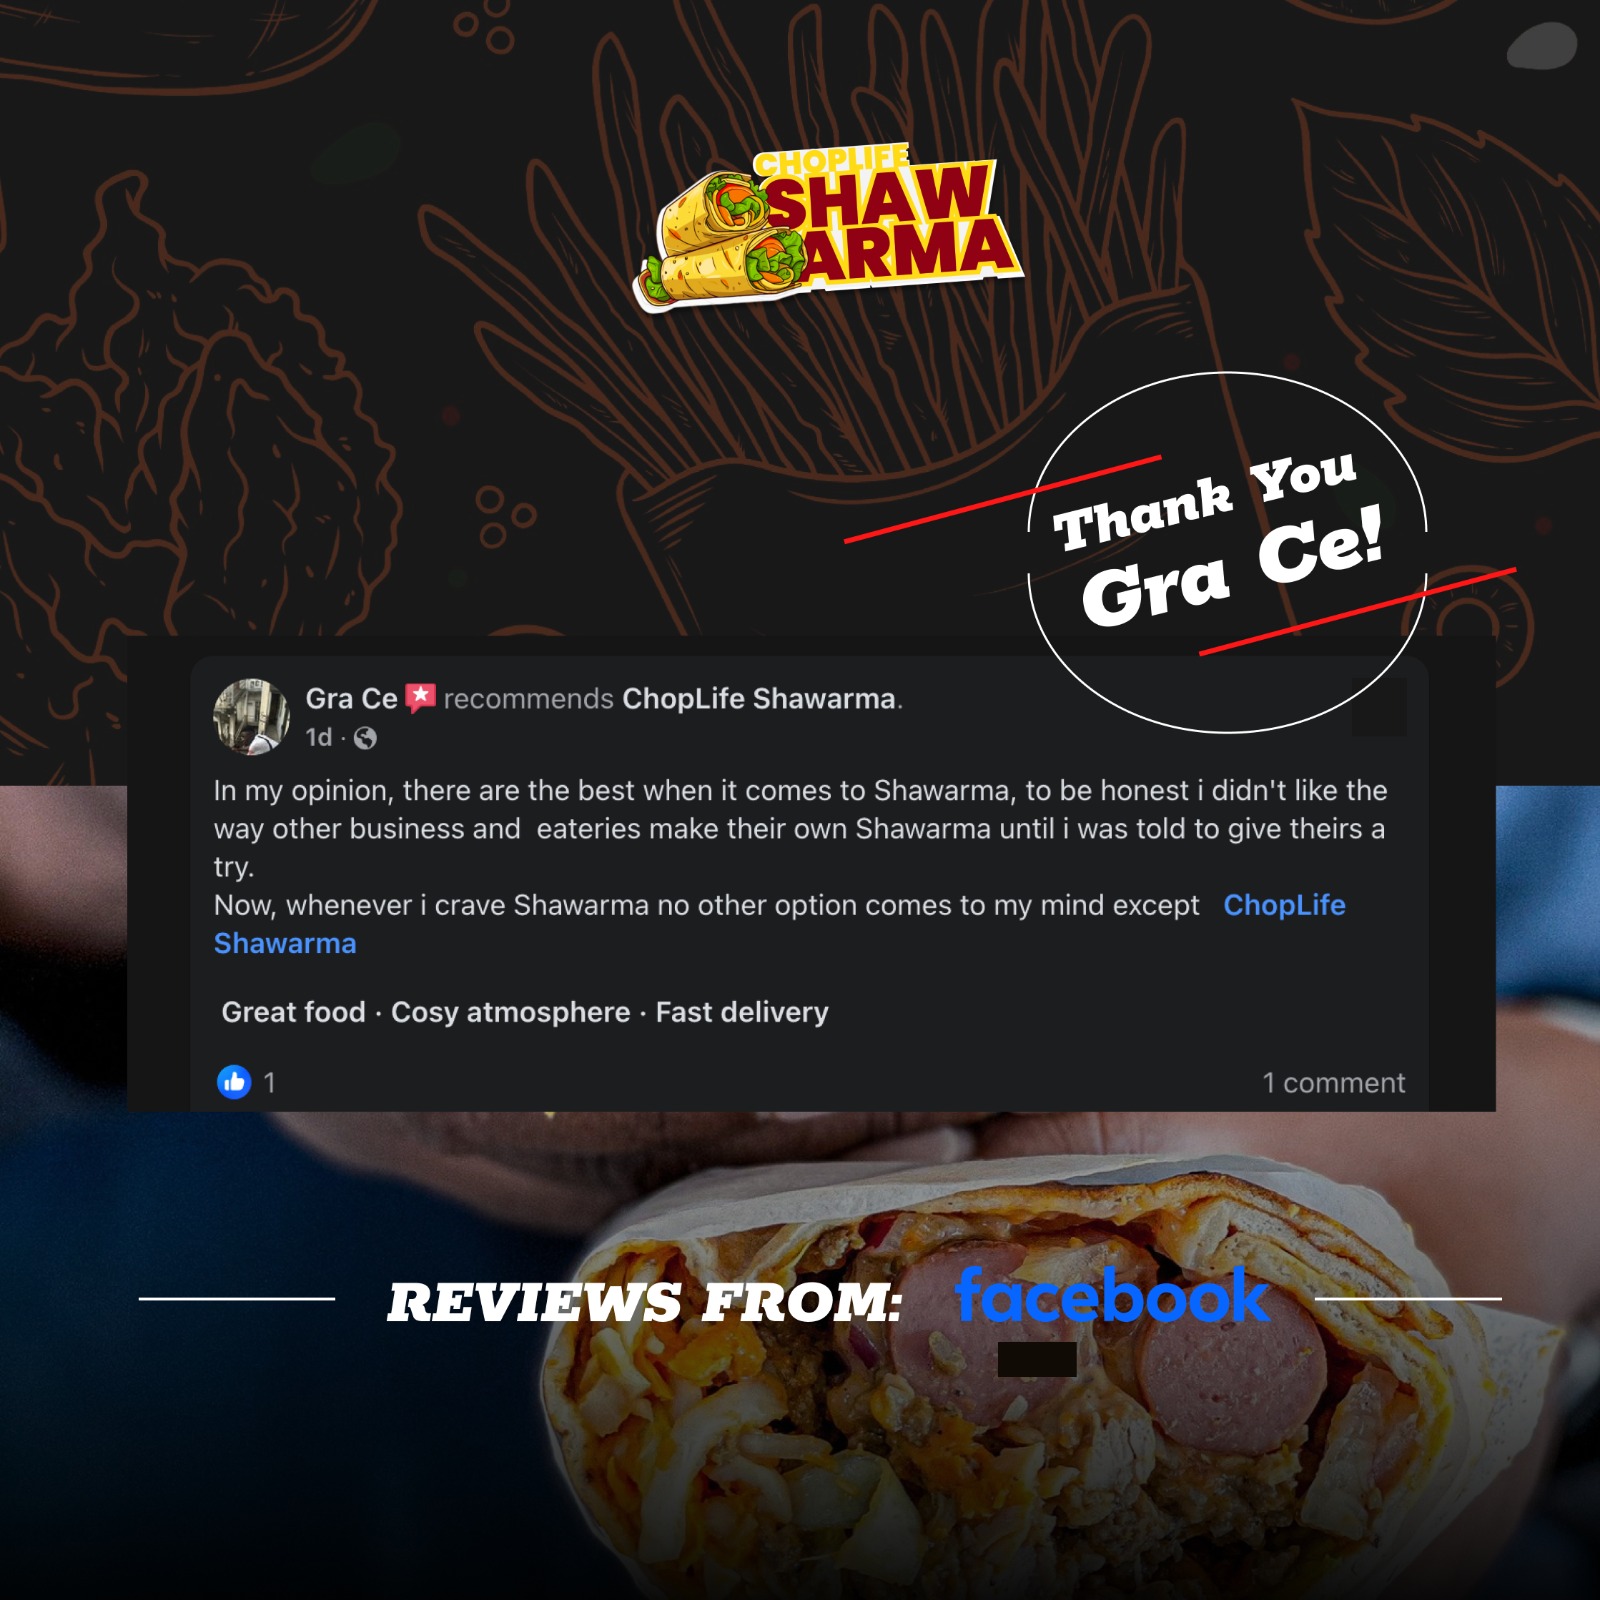 CHOPLIFE
SHAW
ARMA
Thank You
Gra Ce!
Gra Ce recommends ChopLife Shawarma.
1d ·
In my opinion, there are the best when it comes to Shawarma, to be honest i didn't like the
way other business and  eateries make their own Shawarma until i was told to give theirs a
try.
Now, whenever i crave Shawarma no other option comes to my mind except   ChopLife
Shawarma
Great food · Cosy atmosphere · Fast delivery
1
1 comment
REVIEWS FROM: facebook